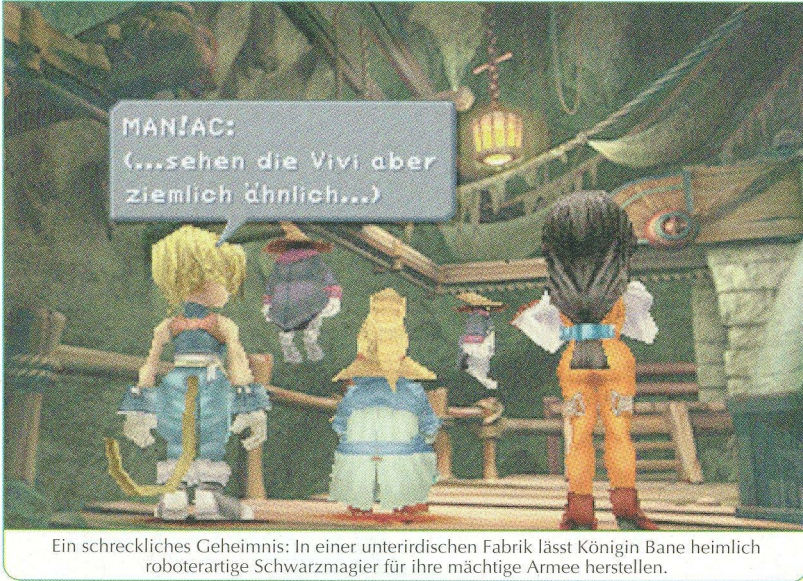 MAN!AC:
(...sehen die Vivi aber
ziemlich ähnlich...)
Ein schreckliches Geheimnis: In einer unterirdischen Fabrik lässt Königin Bane heimlich
roboterartige Schwarzmagier für ihre mächtige Armee herstellen.